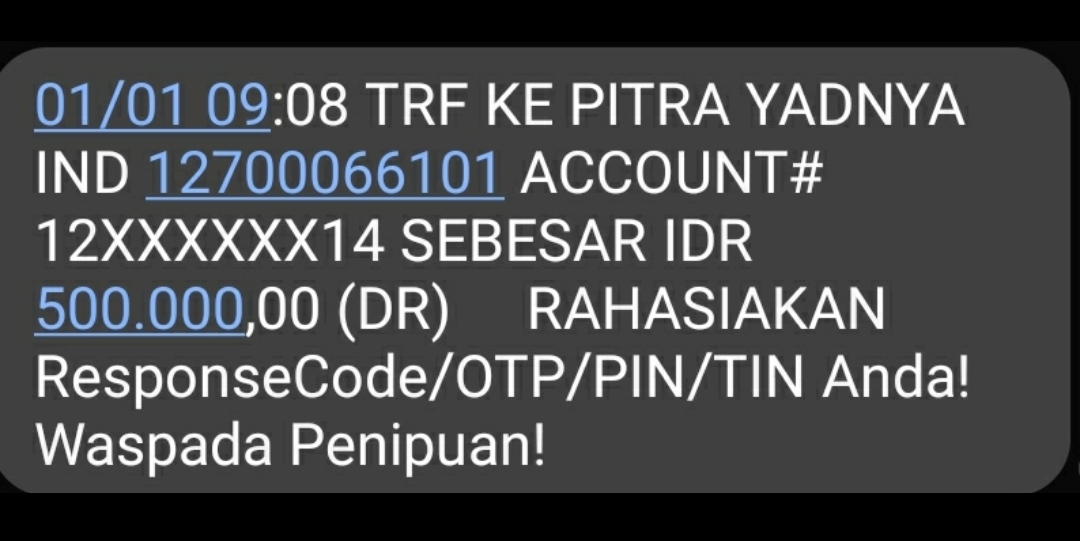 01/01 09:08 TRF KE PITRA YADNYA
IND 12700066101 ACCOUNT#
12XXXXXX14 SEBESAR IDR
500.000,00 (DR) RAHASIAKAN
ResponseCode/OTP/PIN/TIN Anda!
Waspada Penipuan!